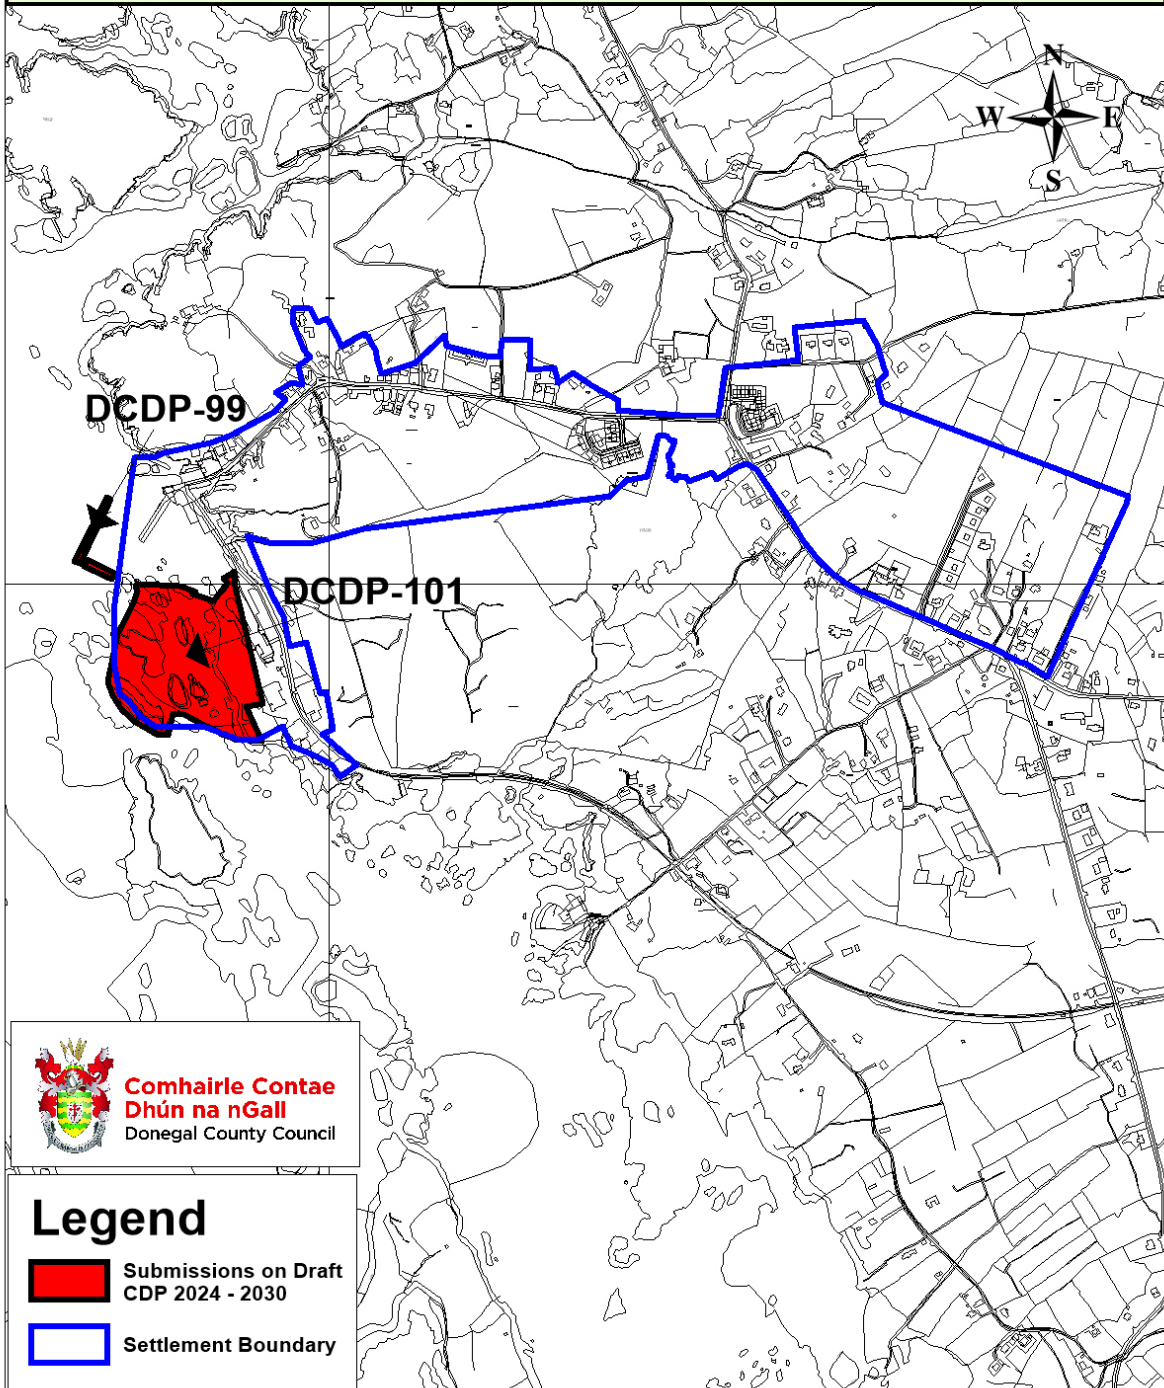 N
W E
S
DCDP-99
DCDP-101
Comhairle Contae
Dhún na nGall
Donegal County Council
Legend
Submissions on Draft
CDP 2024 - 2030
Settlement Boundary